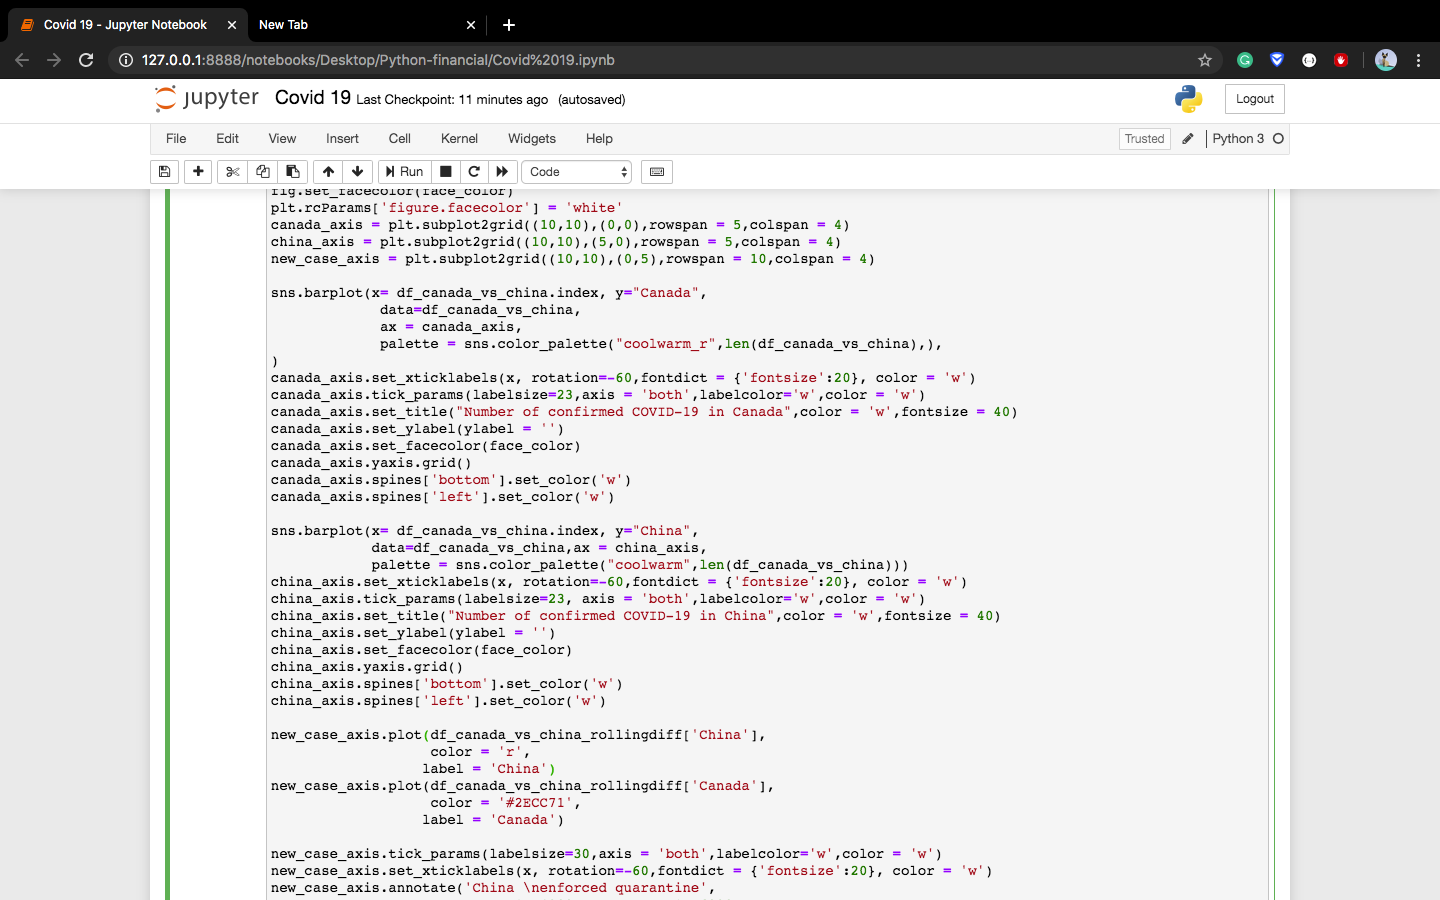 Covid 19 - Jupyter Notebook
New Tab
127.0.0.1:8888/notebooks/Desktop/Python-financial/Covid%2019.ipynb
jupyter Covid 19 Last Checkpoint: 11 minutes ago (autosaved)
Logout
File Edit View Insert Cell Kernel Widgets Help
Trusted Python 3
Run Code
fig.set_facecolor(face_color)
plt.rcParams['figure.facecolor'] = 'white'
canada_axis = plt.subplot2grid((10,10),(0,0),rowspan = 5,colspan = 4)
china_axis = plt.subplot2grid((10,10),(5,0),rowspan = 5,colspan = 4)
new_case_axis = plt.subplot2grid((10,10),(0,5),rowspan = 10,colspan = 4)
sns.barplot(x= df_canada_vs_china.index, y="Canada",
data=df_canada_vs_china,
ax = canada_axis,
palette = sns.color_palette("coolwarm_r",len(df_canada_vs_china),),
)
canada_axis.set_xticklabels(x, rotation=-60,fontdict = {'fontsize':20}, color = 'w')
canada_axis.tick_params(labelsize=23,axis = 'both',labelcolor='w',color = 'w')
canada_axis.set_title("Number of confirmed COVID-19 in Canada",color = 'w',fontsize = 40)
canada_axis.set_ylabel(ylabel = '')
canada_axis.set_facecolor(face_color)
canada_axis.yaxis.grid()
canada_axis.spines['bottom'].set_color('w')
canada_axis.spines['left'].set_color('w')
sns.barplot(x= df_canada_vs_china.index, y="China",
data=df_canada_vs_china,ax = china_axis,
palette = sns.color_palette("coolwarm",len(df_canada_vs_china)))
china_axis.set_xticklabels(x, rotation=-60,fontdict = {'fontsize':20}, color = 'w')
china_axis.tick_params(labelsize=23, axis = 'both',labelcolor='w',color = 'w')
china_axis.set_title("Number of confirmed COVID-19 in China",color = 'w',fontsize = 40)
china_axis.set_ylabel(ylabel = '')
china_axis.set_facecolor(face_color)
china_axis.yaxis.grid()
china_axis.spines['bottom'].set_color('w')
china_axis.spines['left'].set_color('w')
new_case_axis.plot(df_canada_vs_china_rollingdiff['China'],
color = 'r',
label = 'China')
new_case_axis.plot(df_canada_vs_china_rollingdiff['Canada'],
color = '#2ECC71',
label = 'Canada')
new_case_axis.tick_params(labelsize=30,axis = 'both',labelcolor='w',color = 'w')
new_case_axis.set_xticklabels(x, rotation=-60,fontdict = {'fontsize':20}, color = 'w')
new_case_axis.annotate('China \nenforced quarantine',